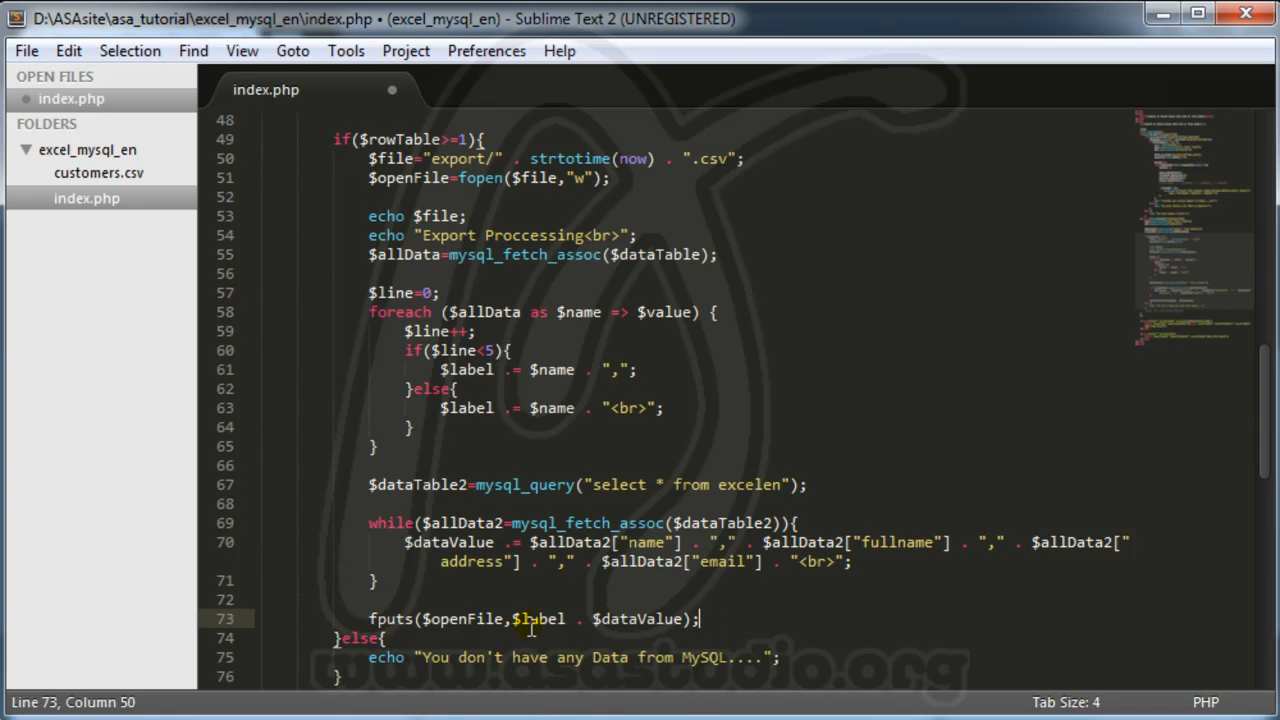 D:\ASAsite\asa_tutorial\excel_mysql_en\index.php • (excel_mysql_en) - Sublime Text 2 (UNREGISTERED)
File Edit Selection Find View Goto Tools Project Preferences Help
OPEN FILES
index.php
FOLDERS
excel_mysql_en
customers.csv
index.php
index.php
48
49 if($rowTable>=1){
50 $file="export/" . strtotime(now) . ".csv";
51 $openFile=fopen($file,"w");
52
53 echo $file;
54 echo "Export Proccessing<br>";
55 $allData=mysql_fetch_assoc($dataTable);
56
57 $line=0;
58 foreach ($allData as $name => $value) {
59 $line++;
60 if($line<5){
61 $label .= $name . ",";
62 }else{
63 $label .= $name . "<br>";
64 }
65 }
66
67 $dataTable2=mysql_query("select * from excelen");
68
69 while($allData2=mysql_fetch_assoc($dataTable2)){
70 $dataValue .= $allData2["name"] . "," . $allData2["fullname"] . "," . $allData2["
address"] . "," . $allData2["email"] . "<br>";
71 }
72
73 fputs($openFile,$label . $dataValue);
74 }else{
75 echo "You don't have any Data from MySQL....";
76 }
www.asastudio.org
Line 73, Column 50 Tab Size: 4 PHP